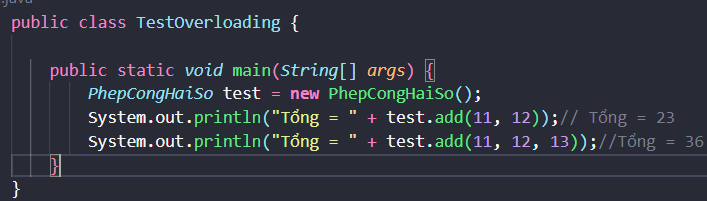 public class TestOverloading {
public static void main(String[] args) {
PhepCongHaiSo test = new PhepCongHaiSo();
System.out.println("Tổng = " + test.add(11, 12));// Tổng = 23
System.out.println("Tổng = " + test.add(11, 12, 13));//Tổng = 36
}
}